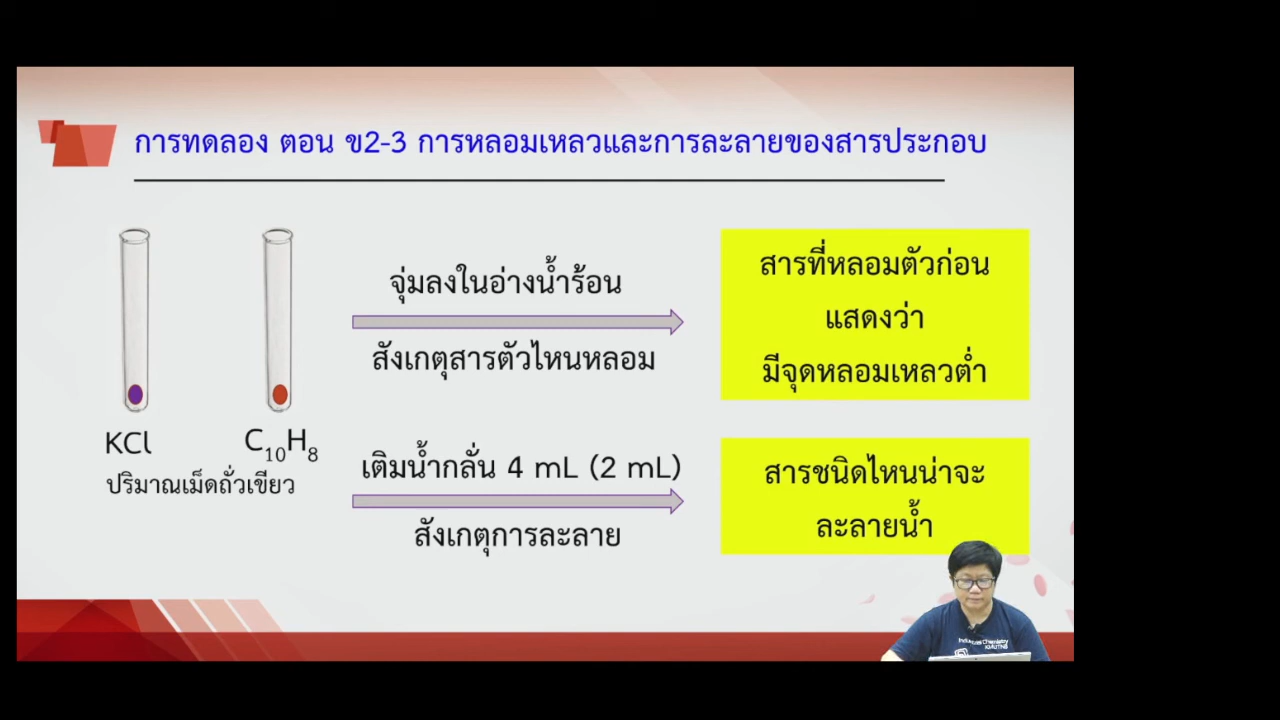 การทดลอง ตอน ข2-3 การหลอมเหลวและการละลายของสารประกอบ
จุ่มลงในอ่างน้ำร้อน
สังเกตุสารตัวไหนหลอม
สารที่หลอมตัวก่อน
แสดงว่า
มีจุดหลอมเหลวต่ำ
KCl
C₁₀H₈
ปริมาณเม็ดถั่วเขียว
เติมน้ำกลั่น 4 mL (2 mL)
สังเกตุการละลาย
สารชนิดไหนน่าจะ
ละลายน้ำ
Chemistry
KMUTNB